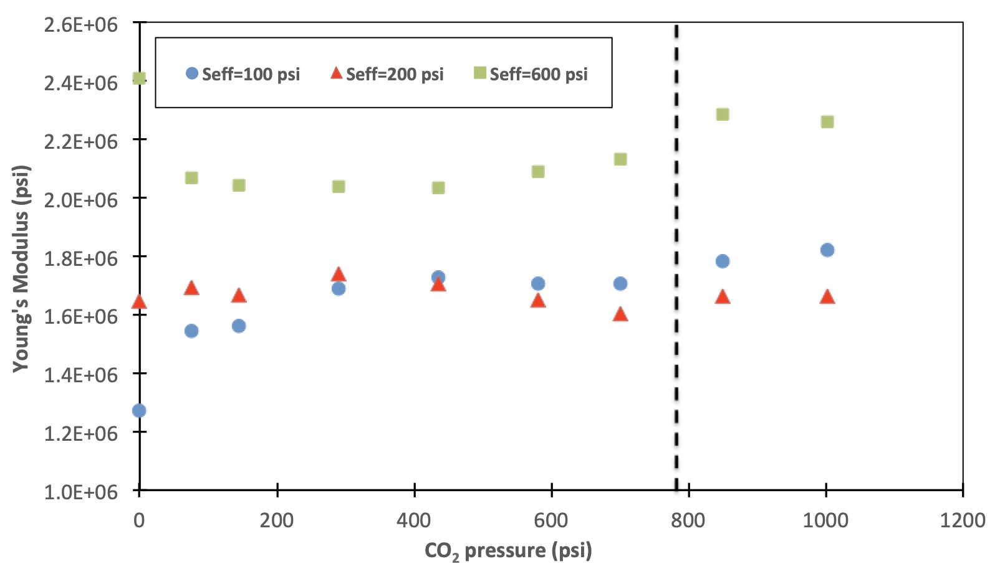 2.6E+06
2.4E+06
2.2E+06
2.0E+06
1.8E+06
1.6E+06
1.4E+06
1.2E+06
1.0E+06
Young's Modulus (psi)
Seff=100 psi Seff=200 psi Seff=600 psi
0 200 400 600 800 1000 1200
CO₂ pressure (psi)